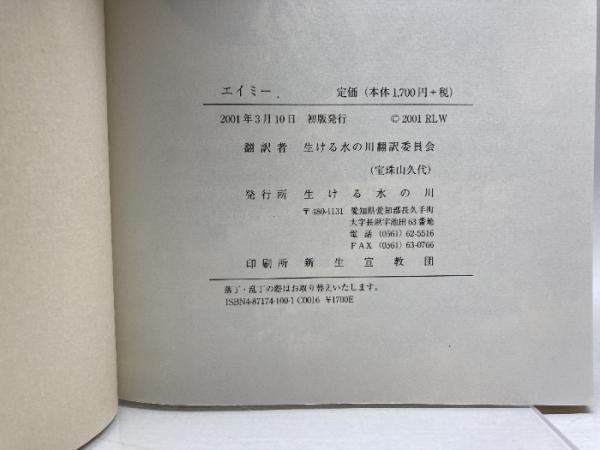 エイミー 定価（本体1,700円＋税）
2001年3月10日 初版発行 ©2001 RLW
翻訳者 生ける水の川翻訳委員会
（宝珠山久代）
発行所 生ける水の川
〒480-1131 愛知県愛知郡長久手町
大字長湫字池田63番地
電話 (0561) 62-5516
FAX (0561) 63-0766
印刷所 新生宣教団
落丁・乱丁の際はお取り替えいたします。
ISBN4-87174-100-1 C0016 ¥1700E